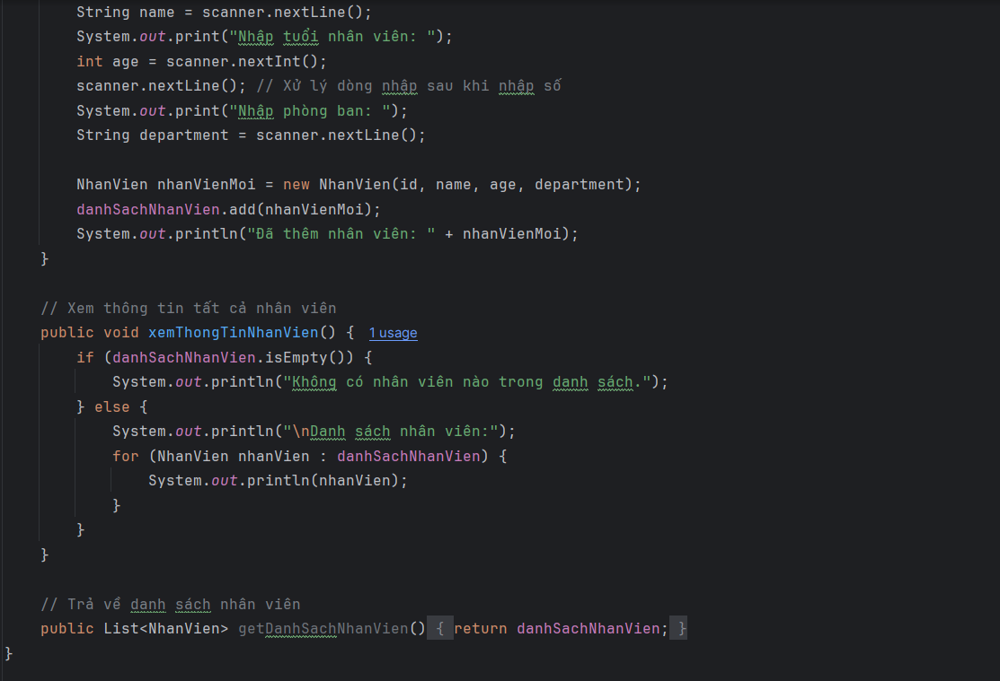 String name = scanner.nextLine();
System.out.print("Nhập tuổi nhân viên: ");
int age = scanner.nextInt();
scanner.nextLine(); // Xử lý dòng nhập sau khi nhập số
System.out.print("Nhập phòng ban: ");
String department = scanner.nextLine();

NhanVien nhanVienMoi = new NhanVien(id, name, age, department);
danhSachNhanVien.add(nhanVienMoi);
System.out.println("Đã thêm nhân viên: " + nhanVienMoi);
}

// Xem thông tin tất cả nhân viên
public void xemThongTinNhanVien() { 1 usage
if (danhSachNhanVien.isEmpty()) {
System.out.println("Không có nhân viên nào trong danh sách.");
} else {
System.out.println("\nDanh sách nhân viên:");
for (NhanVien nhanVien : danhSachNhanVien) {
System.out.println(nhanVien);
}
}
}

// Trả về danh sách nhân viên
public List<NhanVien> getDanhSachNhanVien() { return danhSachNhanVien; }
}